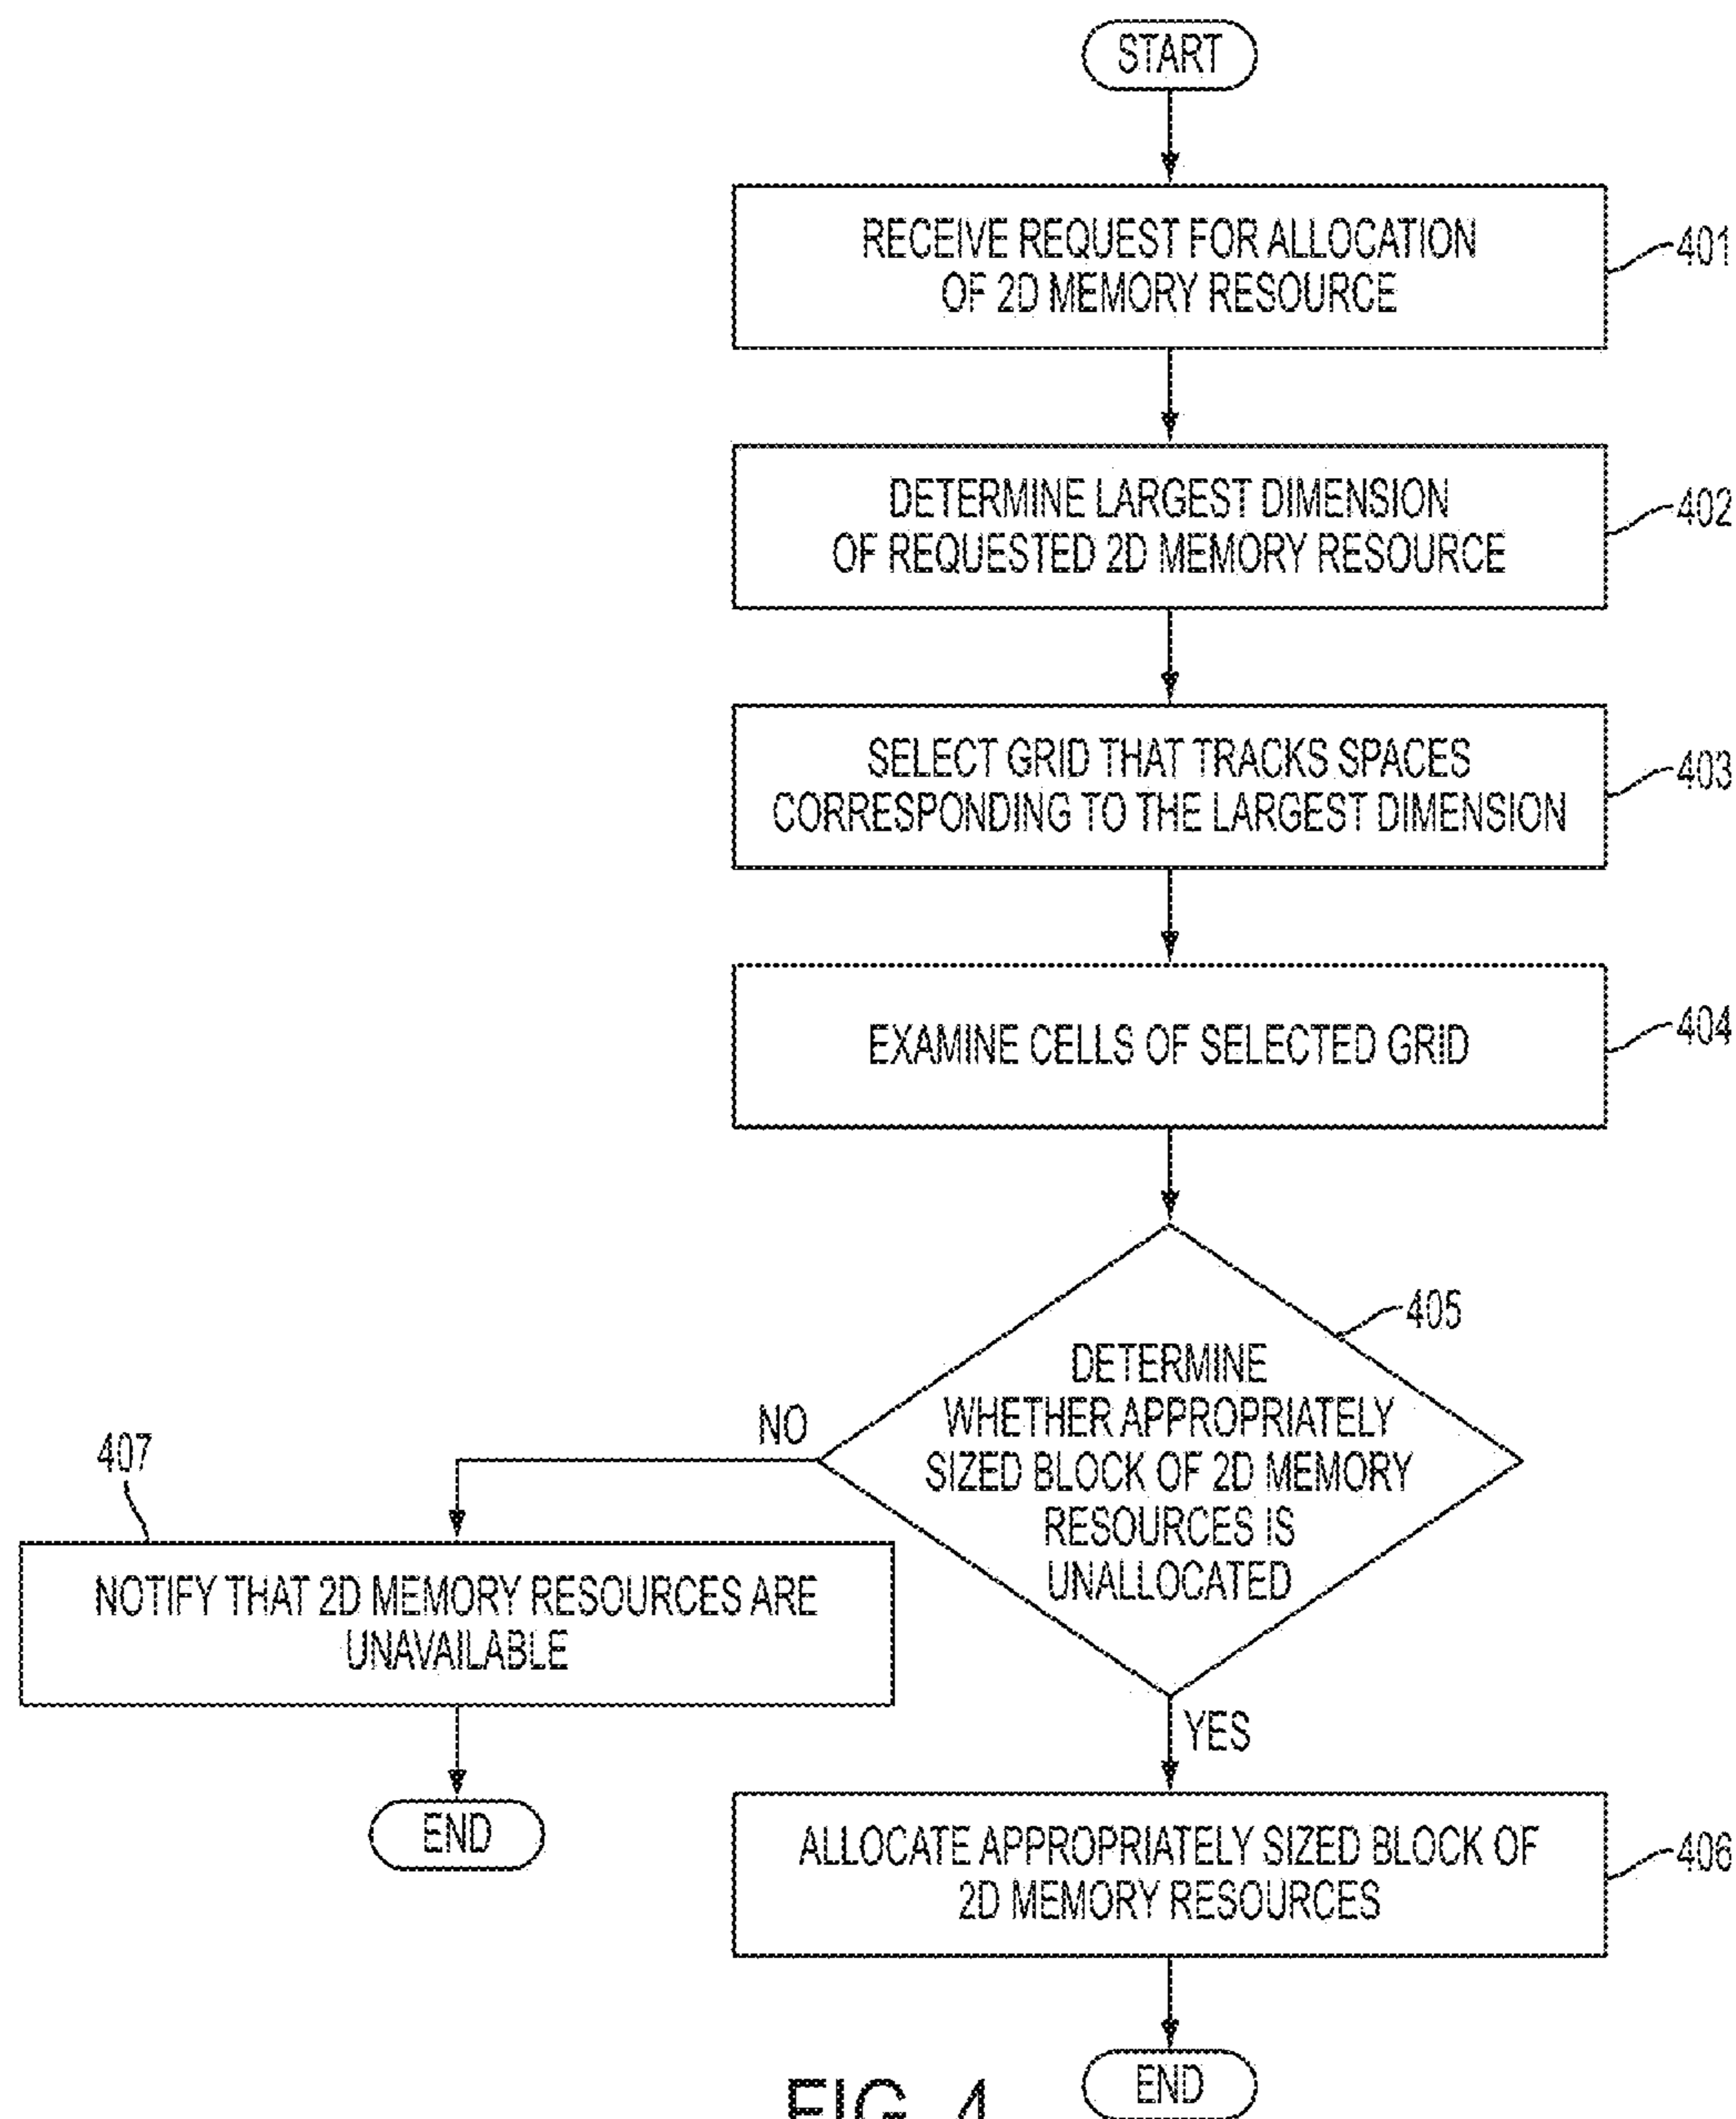 START
RECEIVE REQUEST FOR ALLOCATION
OF 2D MEMORY RESOURCE
401
DETERMINE LARGEST DIMENSION
OF REQUESTED 2D MEMORY RESOURCE
402
SELECT GRID THAT TRACKS SPACES
CORRESPONDING TO THE LARGEST DIMENSION
403
EXAMINE CELLS OF SELECTED GRID
404
405
DETERMINE
WHETHER APPROPRIATELY
SIZED BLOCK OF 2D MEMORY
RESOURCES IS
UNALLOCATED
NO
407
NOTIFY THAT 2D MEMORY RESOURCES ARE
UNAVAILABLE
END
YES
ALLOCATE APPROPRIATELY SIZED BLOCK OF
2D MEMORY RESOURCES
406
END
FIG. 4